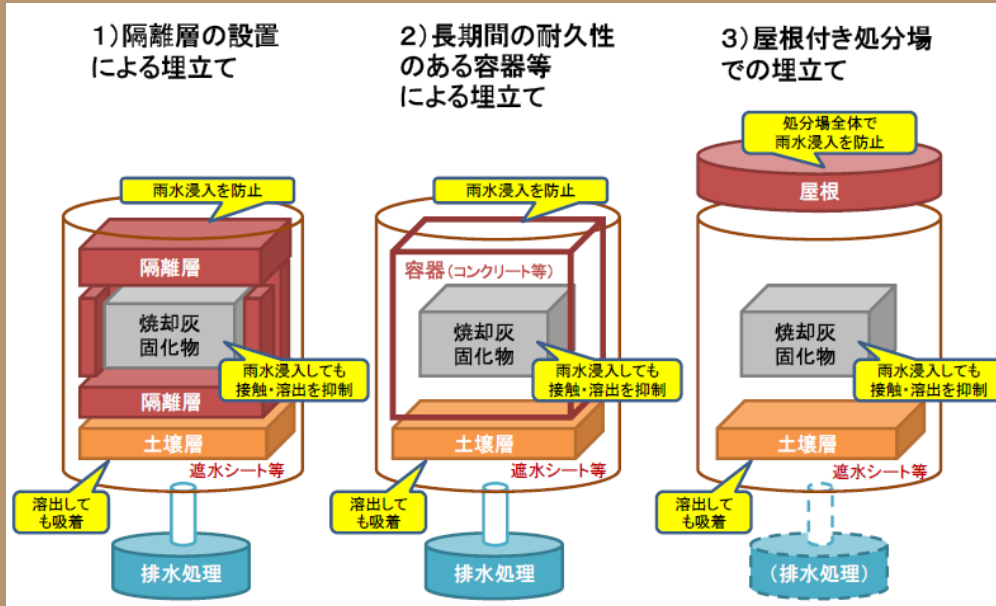 1)隔離層の設置
による埋立て
雨水浸入を防止
隔離層
焼却灰
固化物
雨水浸入しても
接触・溶出を抑制
隔離層
土壌層
遮水シート等
溶出して
も吸着
排水処理
2)長期間の耐久性
のある容器等
による埋立て
雨水浸入を防止
容器(コンクリート等)
焼却灰
固化物
雨水浸入しても
接触・溶出を抑制
土壌層
遮水シート等
溶出して
も吸着
排水処理
3)屋根付き処分場
での埋立て
処分場全体で
雨水浸入を防止
屋根
焼却灰
固化物
雨水浸入しても
接触・溶出を抑制
土壌層
遮水シート等
溶出して
も吸着
(排水処理)